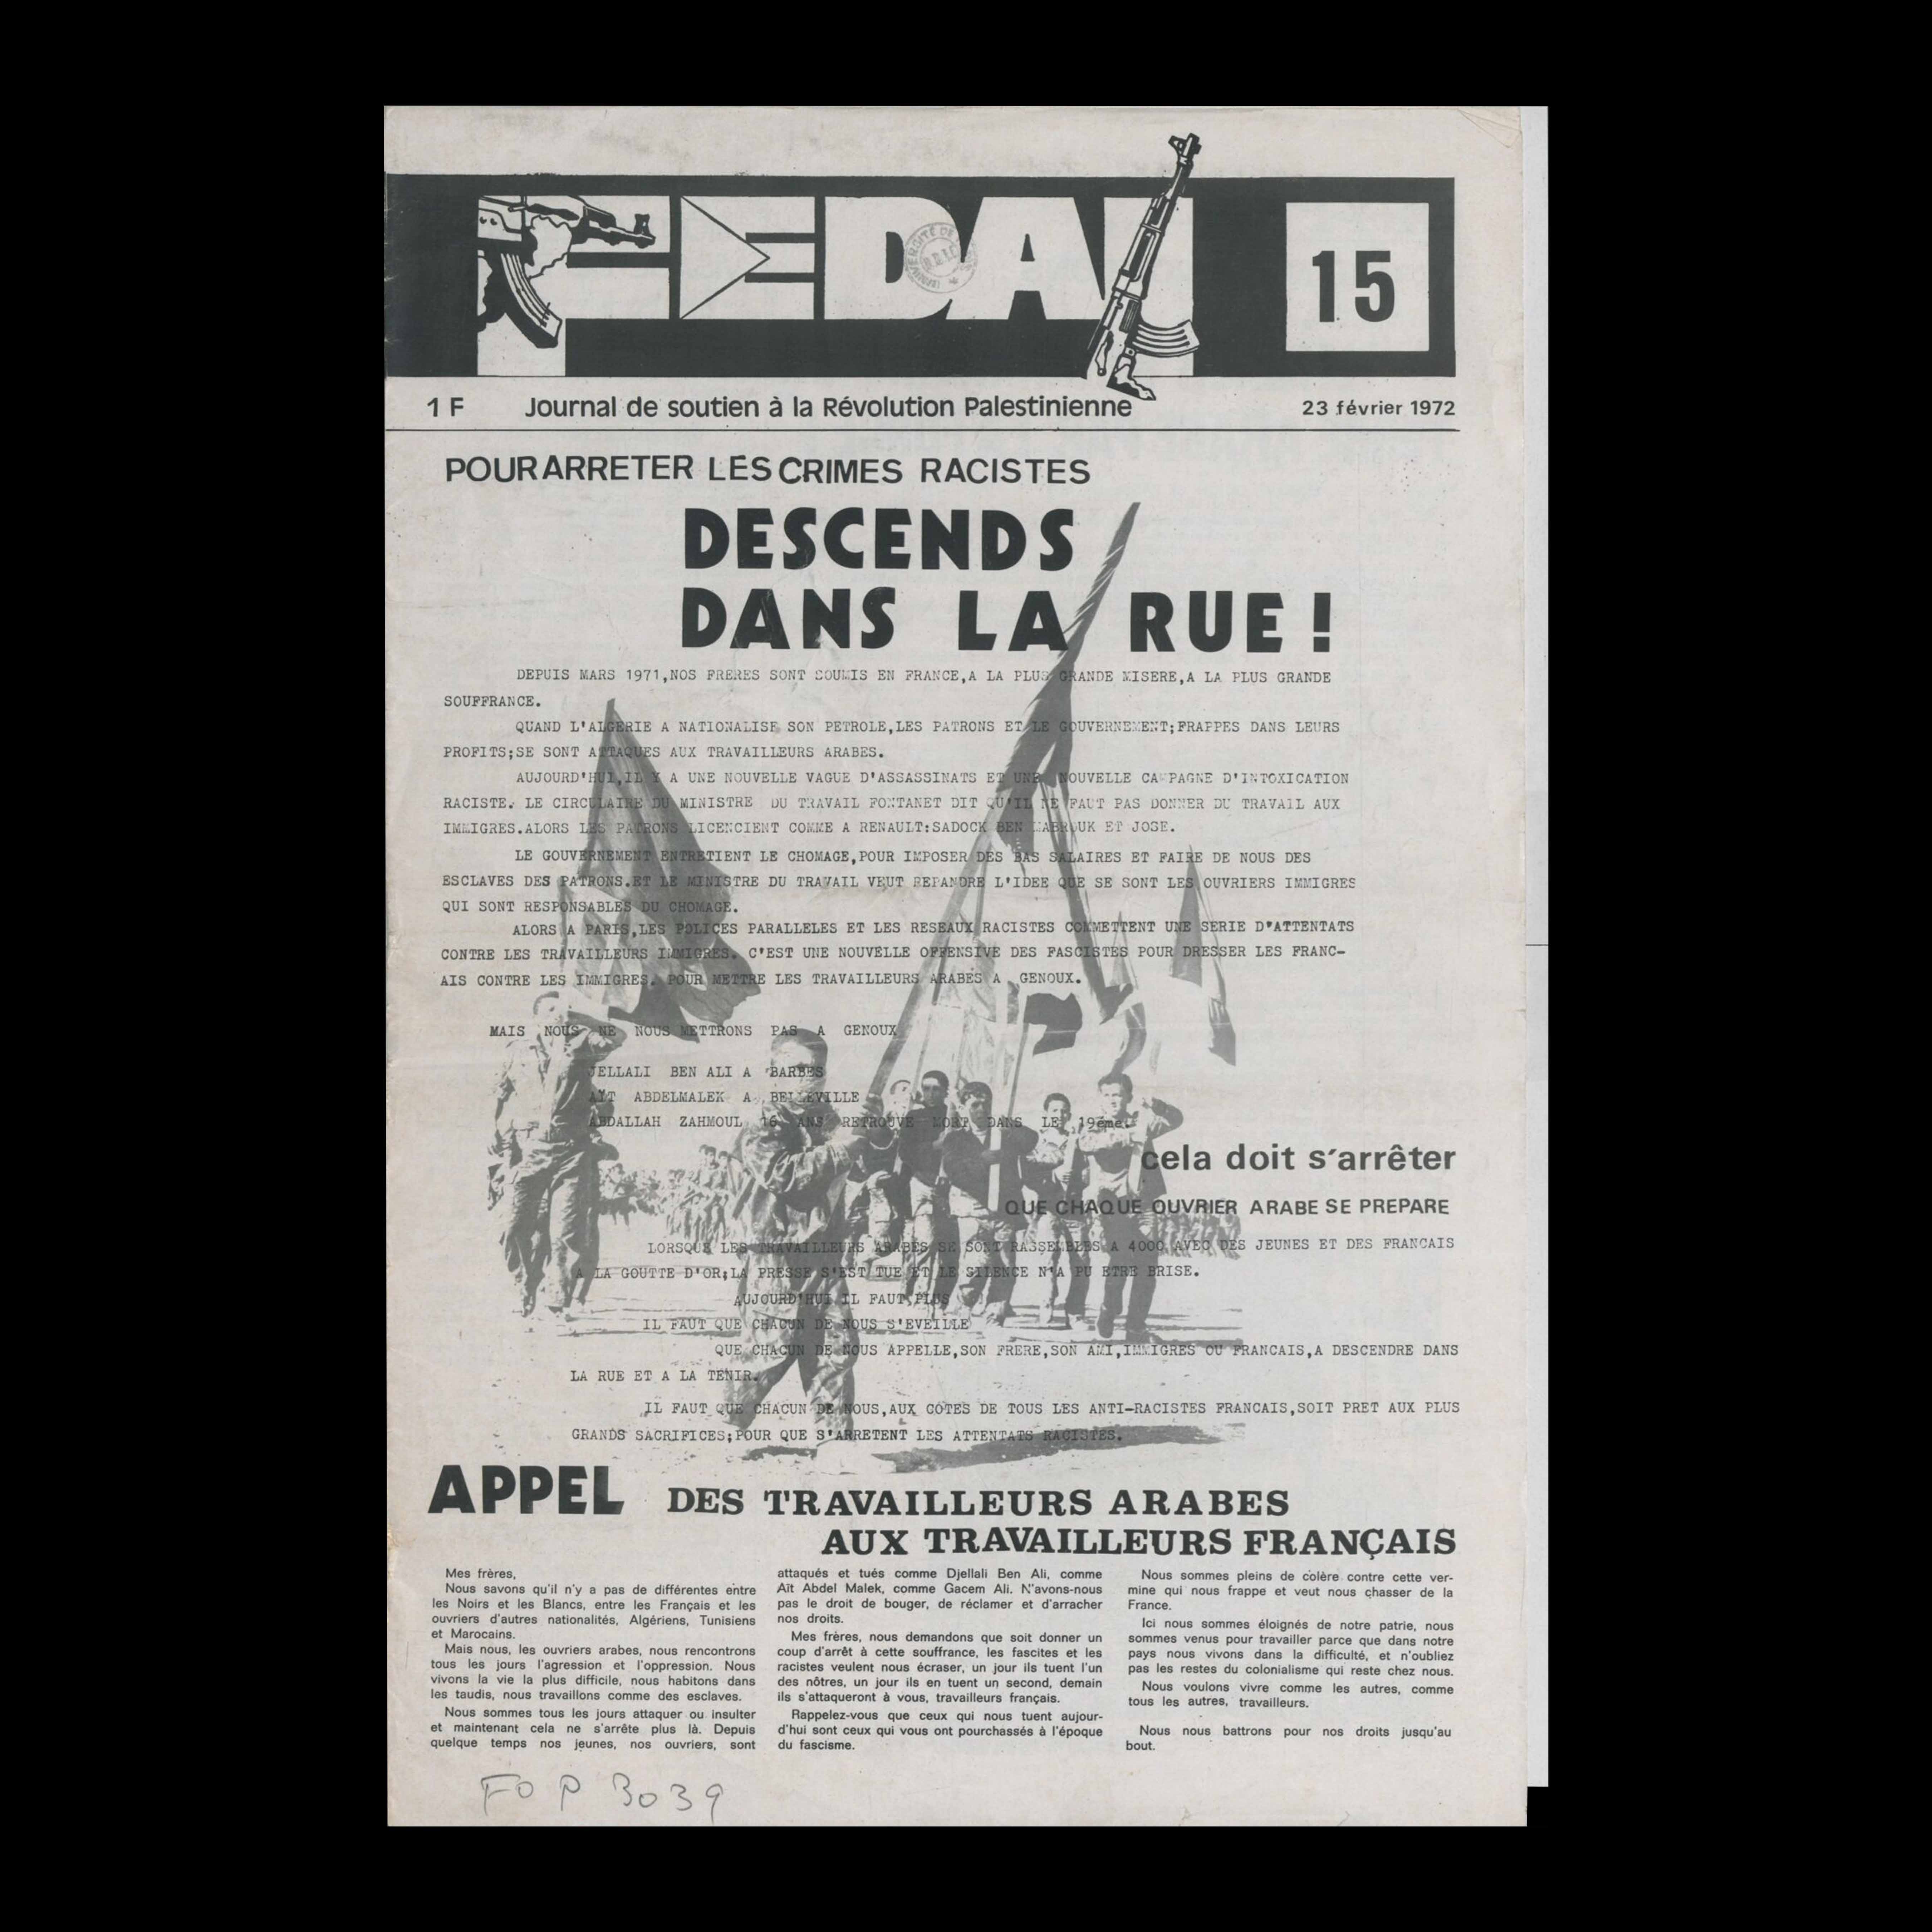 FEDAI
15
1 F Journal de soutien à la Révolution Palestinienne 23 février 1972
POUR ARRETER LES CRIMES RACISTES
DESCENDS
DANS LA RUE !
DEPUIS MARS 1971,NOS FRERES SONT SOUMIS EN FRANCE,A LA PLUS GRANDE MISERE,A LA PLUS GRANDE
SOUFFRANCE.
QUAND L'ALGERIE A NATIONALISE SON PETROLE,LES PATRONS ET LE GOUVERNEMENT;FRAPPES DANS LEURS
PROFITS;SE SONT ATTAQUES AUX TRAVAILLEURS ARABES.
AUJOURD'HUI,IL Y A UNE NOUVELLE VAGUE D'ASSASSINATS ET UNE NOUVELLE CAMPAGNE D'INTOXICATION
RACISTE. LE CIRCULAIRE DU MINISTRE DU TRAVAIL FONTANET DIT QU'IL NE FAUT PAS DONNER DU TRAVAIL AUX
IMMIGRES.ALORS LES PATRONS LICENCIENT COMME A RENAULT:SADOCK BEN MABROUK ET JOSE.
LE GOUVERNEMENT ENTRETIENT LE CHOMAGE,POUR IMPOSER DES BAS SALAIRES ET FAIRE DE NOUS DES
ESCLAVES DES PATRONS.ET LE MINISTRE DU TRAVAIL VEUT REPANDRE L'IDEE QUE SE SONT LES OUVRIERS IMMIGRES
QUI SONT RESPONSABLES DU CHOMAGE.
ALORS A PARIS,LES POLICES PARALLELES ET LES RESEAUX RACISTES COMMETTENT UNE SERIE D'ATTENTATS
CONTRE LES TRAVAILLEURS IMMIGRES. C'EST UNE NOUVELLE OFFENSIVE DES FASCISTES POUR DRESSER LES FRANC-
AIS CONTRE LES IMMIGRES. POUR METTRE LES TRAVAILLEURS ARABES A GENOUX.
MAIS NOUS NE NOUS METTRONS PAS A GENOUX
JELLALI BEN ALI A BARBES
AÏT ABDELMALEK A BELLEVILLE
ABDALLAH ZAHMOUL 16 ANS RETROUVE MORT DANS LE 19éme.
cela doit s'arrêter
QUE CHAQUE OUVRIER ARABE SE PREPARE
LORSQUE LES TRAVAILLEURS ARABES SE SONT RASSEMBLES A 4000 AVEC DES JEUNES ET DES FRANCAIS
A LA GOUTTE D'OR;LA PRESSE S'EST TUE ET LE SILENCE N'A PU ETRE BRISE.
AUJOURD'HUI IL FAUT PLUS
IL FAUT QUE CHACUN DE NOUS S'EVEILLE
QUE CHACUN DE NOUS APPELLE,SON FRERE,SON AMI,IMMIGRES OU FRANCAIS,A DESCENDRE DANS
LA RUE ET A LA TENIR.
IL FAUT QUE CHACUN DE NOUS,AUX COTES DE TOUS LES ANTI-RACISTES FRANCAIS,SOIT PRET AUX PLUS
GRANDS SACRIFICES;POUR QUE S'ARRETENT LES ATTENTATS RACISTES.
APPEL DES TRAVAILLEURS ARABES
AUX TRAVAILLEURS FRANÇAIS
Mes frères,
Nous savons qu'il n'y a pas de différentes entre
les Noirs et les Blancs, entre les Français et les
ouvriers d'autres nationalités, Algériens, Tunisiens
et Marocains.
Mais nous, les ouvriers arabes, nous rencontrons
tous les jours l'agression et l'oppression. Nous
vivons la vie la plus difficile, nous habitons dans
les taudis, nous travaillons comme des esclaves.
Nous sommes tous les jours attaquer ou insulter
et maintenant cela ne s'arrête plus là. Depuis
quelque temps nos jeunes, nos ouvriers, sont
attaqués et tués comme Djellali Ben Ali, comme
Aït Abdel Malek, comme Gacem Ali. N'avons-nous
pas le droit de bouger, de réclamer et d'arracher
nos droits.
Mes frères, nous demandons que soit donner un
coup d'arrêt à cette souffrance, les fascites et les
racistes veulent nous écraser, un jour ils tuent l'un
des nôtres, un jour ils en tuent un second, demain
ils s'attaqueront à vous, travailleurs français.
Rappelez-vous que ceux qui nous tuent aujour-
d'hui sont ceux qui vous ont pourchassés à l'époque
du fascisme.
Nous sommes pleins de colère contre cette ver-
mine qui nous frappe et veut nous chasser de la
France.
Ici nous sommes éloignés de notre patrie, nous
sommes venus pour travailler parce que dans notre
pays nous vivons dans la difficulté, et n'oubliez
pas les restes du colonialisme qui reste chez nous.
Nous voulons vivre comme les autres, comme
tous les autres, travailleurs.
Nous nous battrons pour nos droits jusqu'au
bout.
FO P 3039